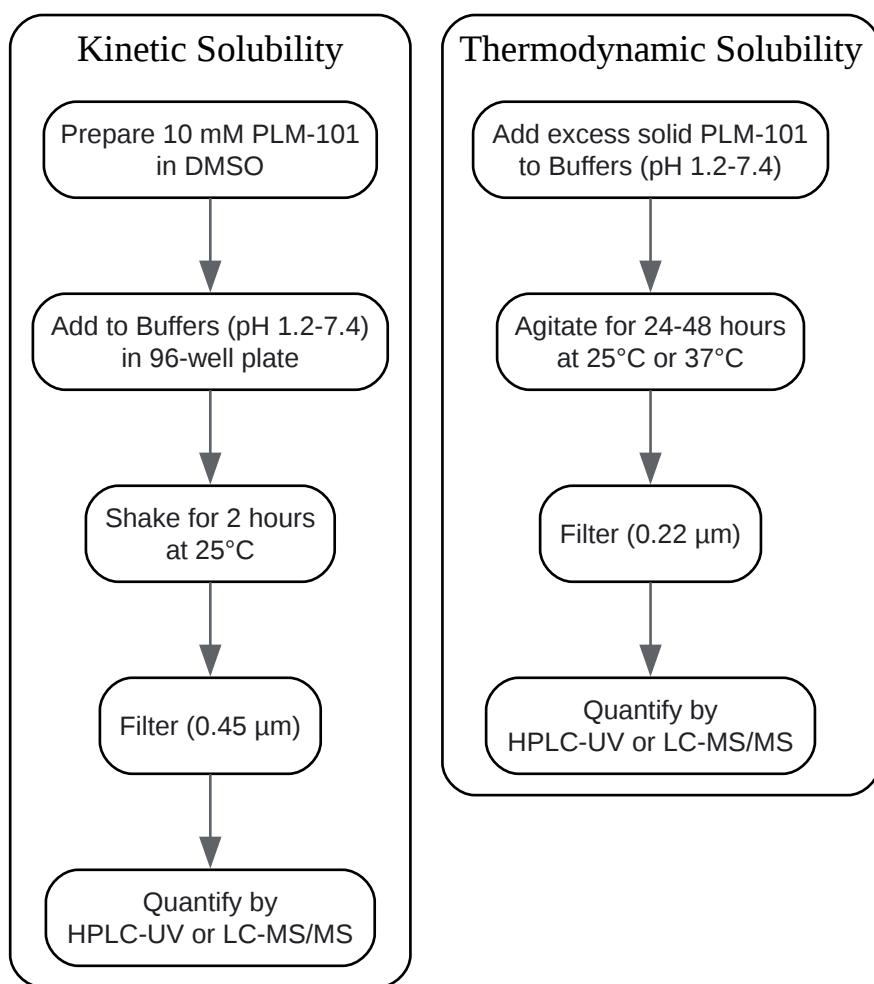 Kinetic Solubility
Prepare 10 mM PLM-101
in DMSO
Add to Buffers (pH 1.2-7.4)
in 96-well plate
Shake for 2 hours
at 25°C
Filter (0.45 µm)
Quantify by
HPLC-UV or LC-MS/MS
Thermodynamic Solubility
Add excess solid PLM-101
to Buffers (pH 1.2-7.4)
Agitate for 24-48 hours
at 25°C or 37°C
Filter (0.22 µm)
Quantify by
HPLC-UV or LC-MS/MS